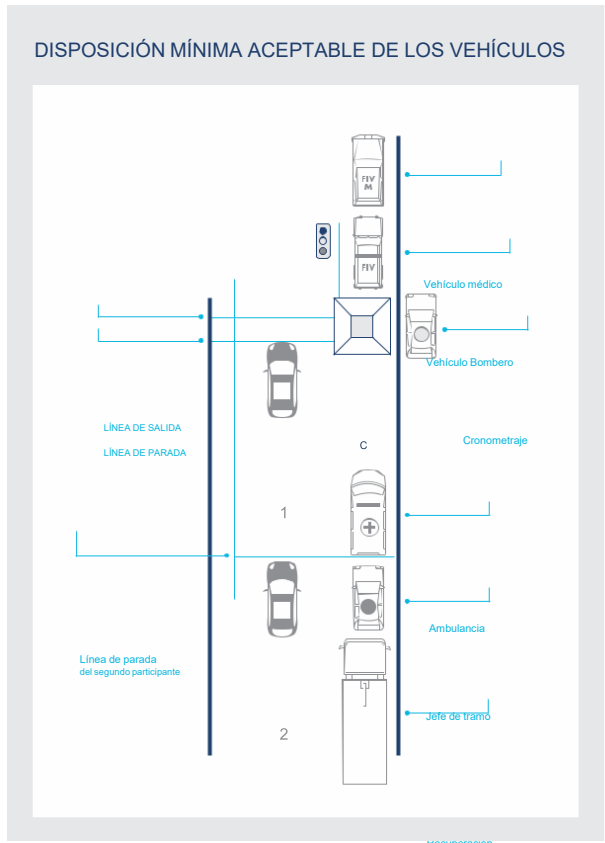 DISPOSICIÓN MÍNIMA ACEPTABLE DE LOS VEHÍCULOS
FIV
M
FIV
Vehículo médico
Vehículo Bombero
LÍNEA DE SALIDA
LÍNEA DE PARADA
C
Cronometraje
1
Ambulancia
Línea de parada
del segundo participante
Jefe de tramo
2
Recuperación